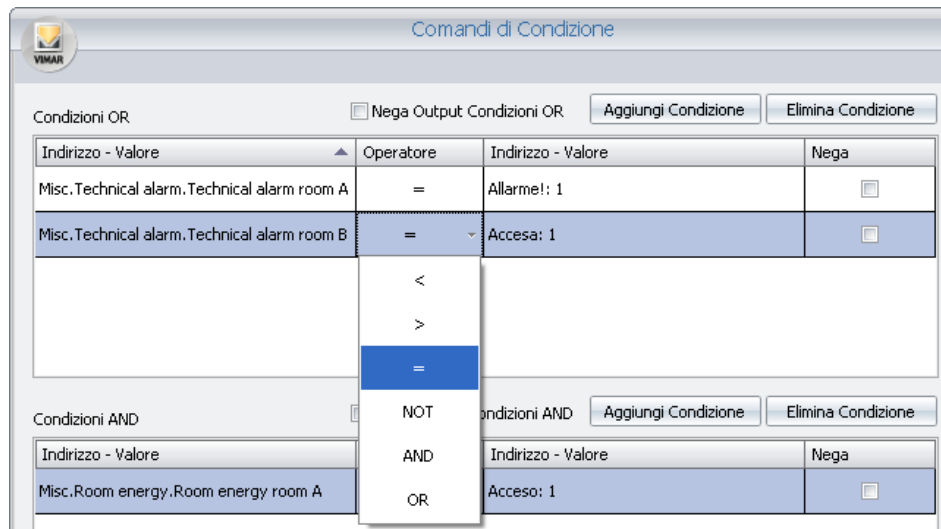 Comandi di Condizione
VIMAR
Condizioni OR Nega Output Condizioni OR Aggiungi Condizione Elimina Condizione
Indirizzo - Valore Operatore Indirizzo - Valore Nega
Misc.Technical alarm.Technical alarm room A = Allarme!: 1
Misc.Technical alarm.Technical alarm room B = Accesa: 1
<
>
=
NOT
AND
OR
Condizioni AND ondizioni AND Aggiungi Condizione Elimina Condizione
Indirizzo - Valore Indirizzo - Valore Nega
Misc.Room energy.Room energy room A Acceso: 1